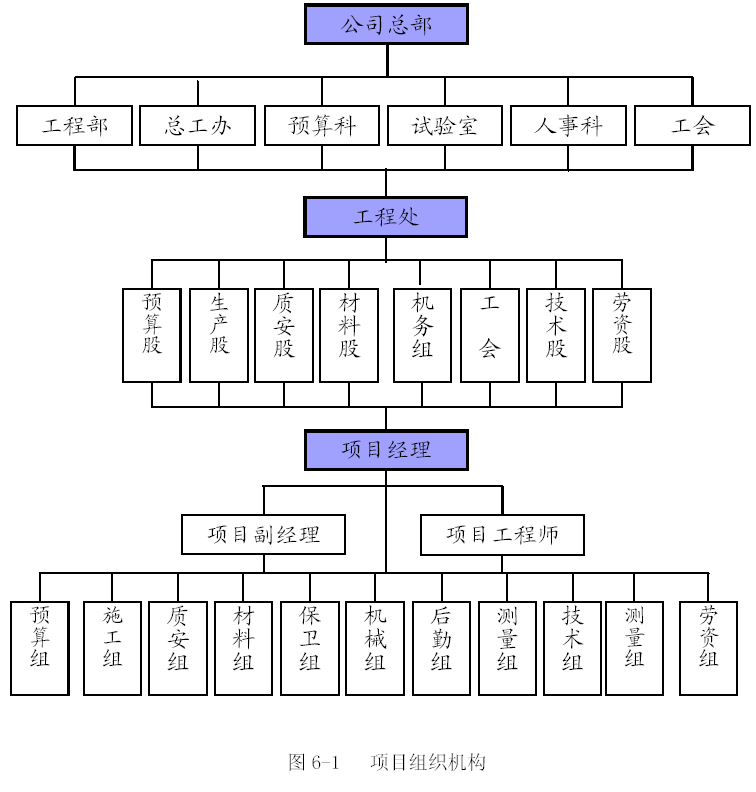 公司总部
工程部 总工办 预算科 试验室 人事科 工会
工程处
预算股 生产股 质安股 材料股 机务组 工会 技术股 劳资股
项目经理
项目副经理 项目工程师
预算组 施工组 质安组 材料组 保卫组 机械组 后勤组 测量组 技术组 测量组 劳资组
图 6-1 项目组织机构